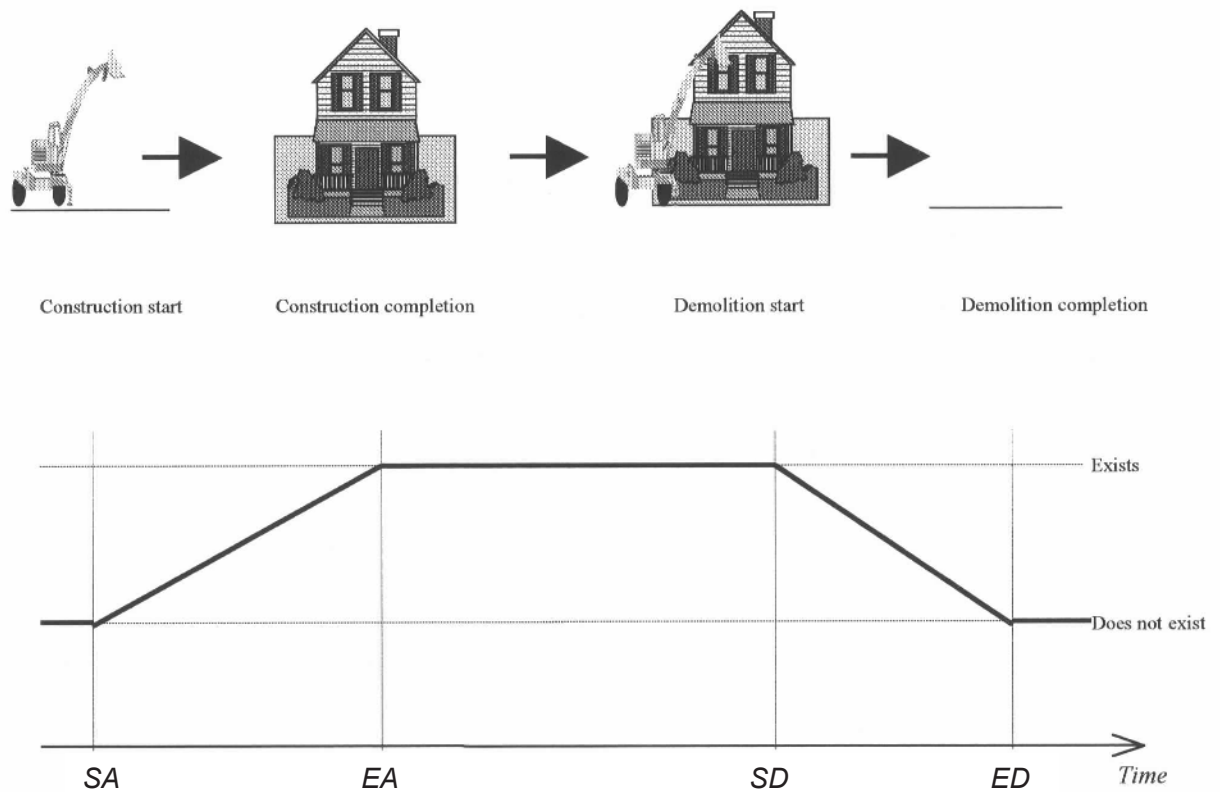 Construction start
Construction completion
Demolition start
Demolition completion
Exists
Does not exist
SA
EA
SD
ED
Time